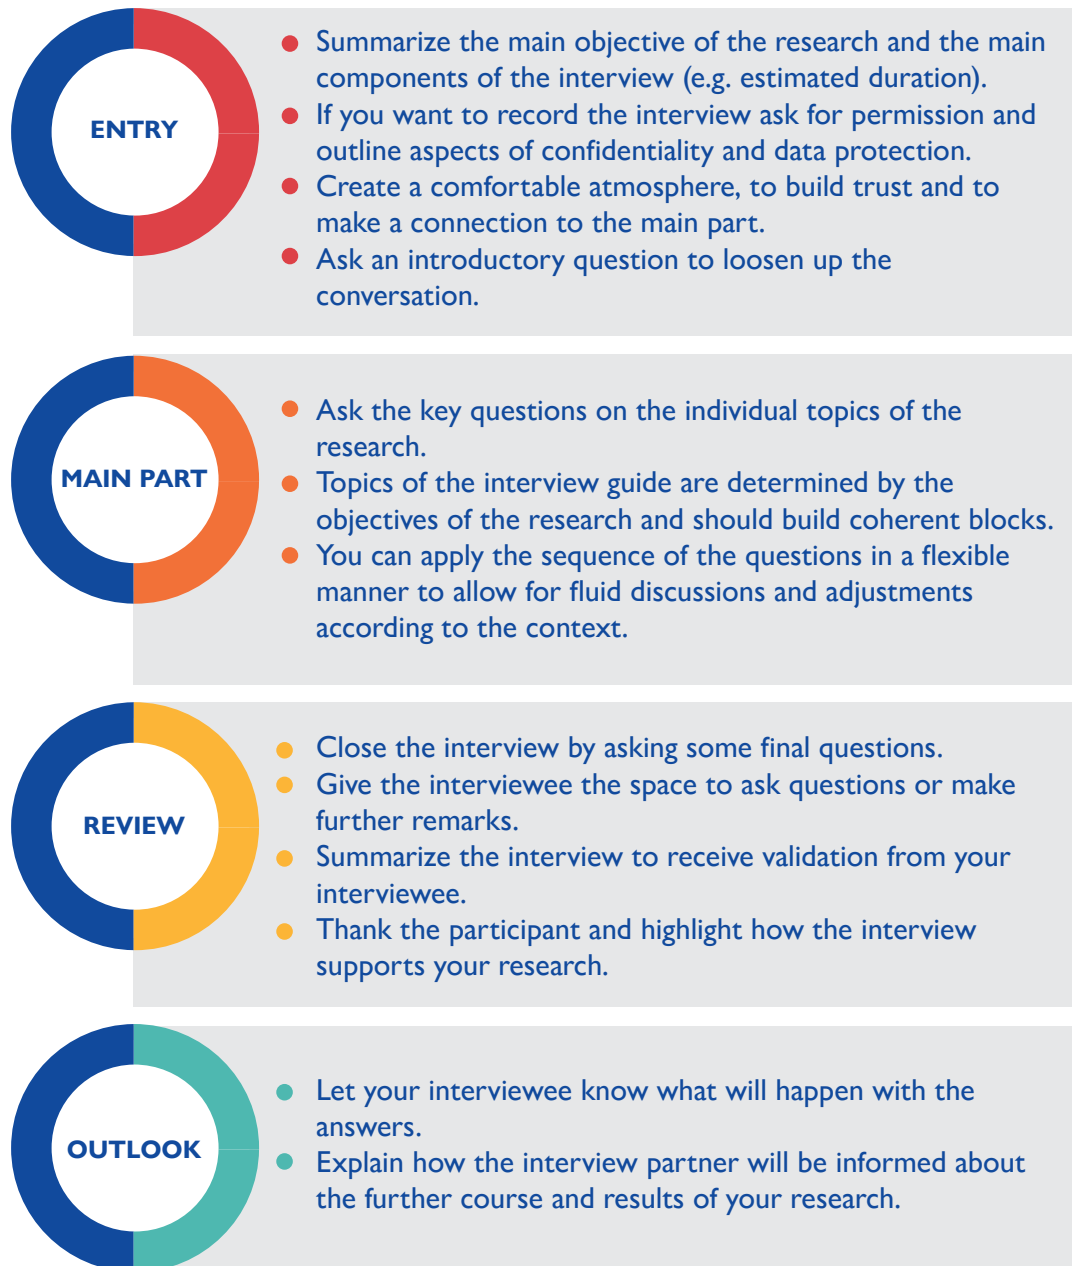 ENTRY
Summarize the main objective of the research and the main
components of the interview (e.g. estimated duration).
If you want to record the interview ask for permission and
outline aspects of confidentiality and data protection.
Create a comfortable atmosphere, to build trust and to
make a connection to the main part.
Ask an introductory question to loosen up the
conversation.
MAIN PART
Ask the key questions on the individual topics of the
research.
Topics of the interview guide are determined by the
objectives of the research and should build coherent blocks.
You can apply the sequence of the questions in a flexible
manner to allow for fluid discussions and adjustments
according to the context.
REVIEW
Close the interview by asking some final questions.
Give the interviewee the space to ask questions or make
further remarks.
Summarize the interview to receive validation from your
interviewee.
Thank the participant and highlight how the interview
supports your research.
OUTLOOK
Let your interviewee know what will happen with the
answers.
Explain how the interview partner will be informed about
the further course and results of your research.